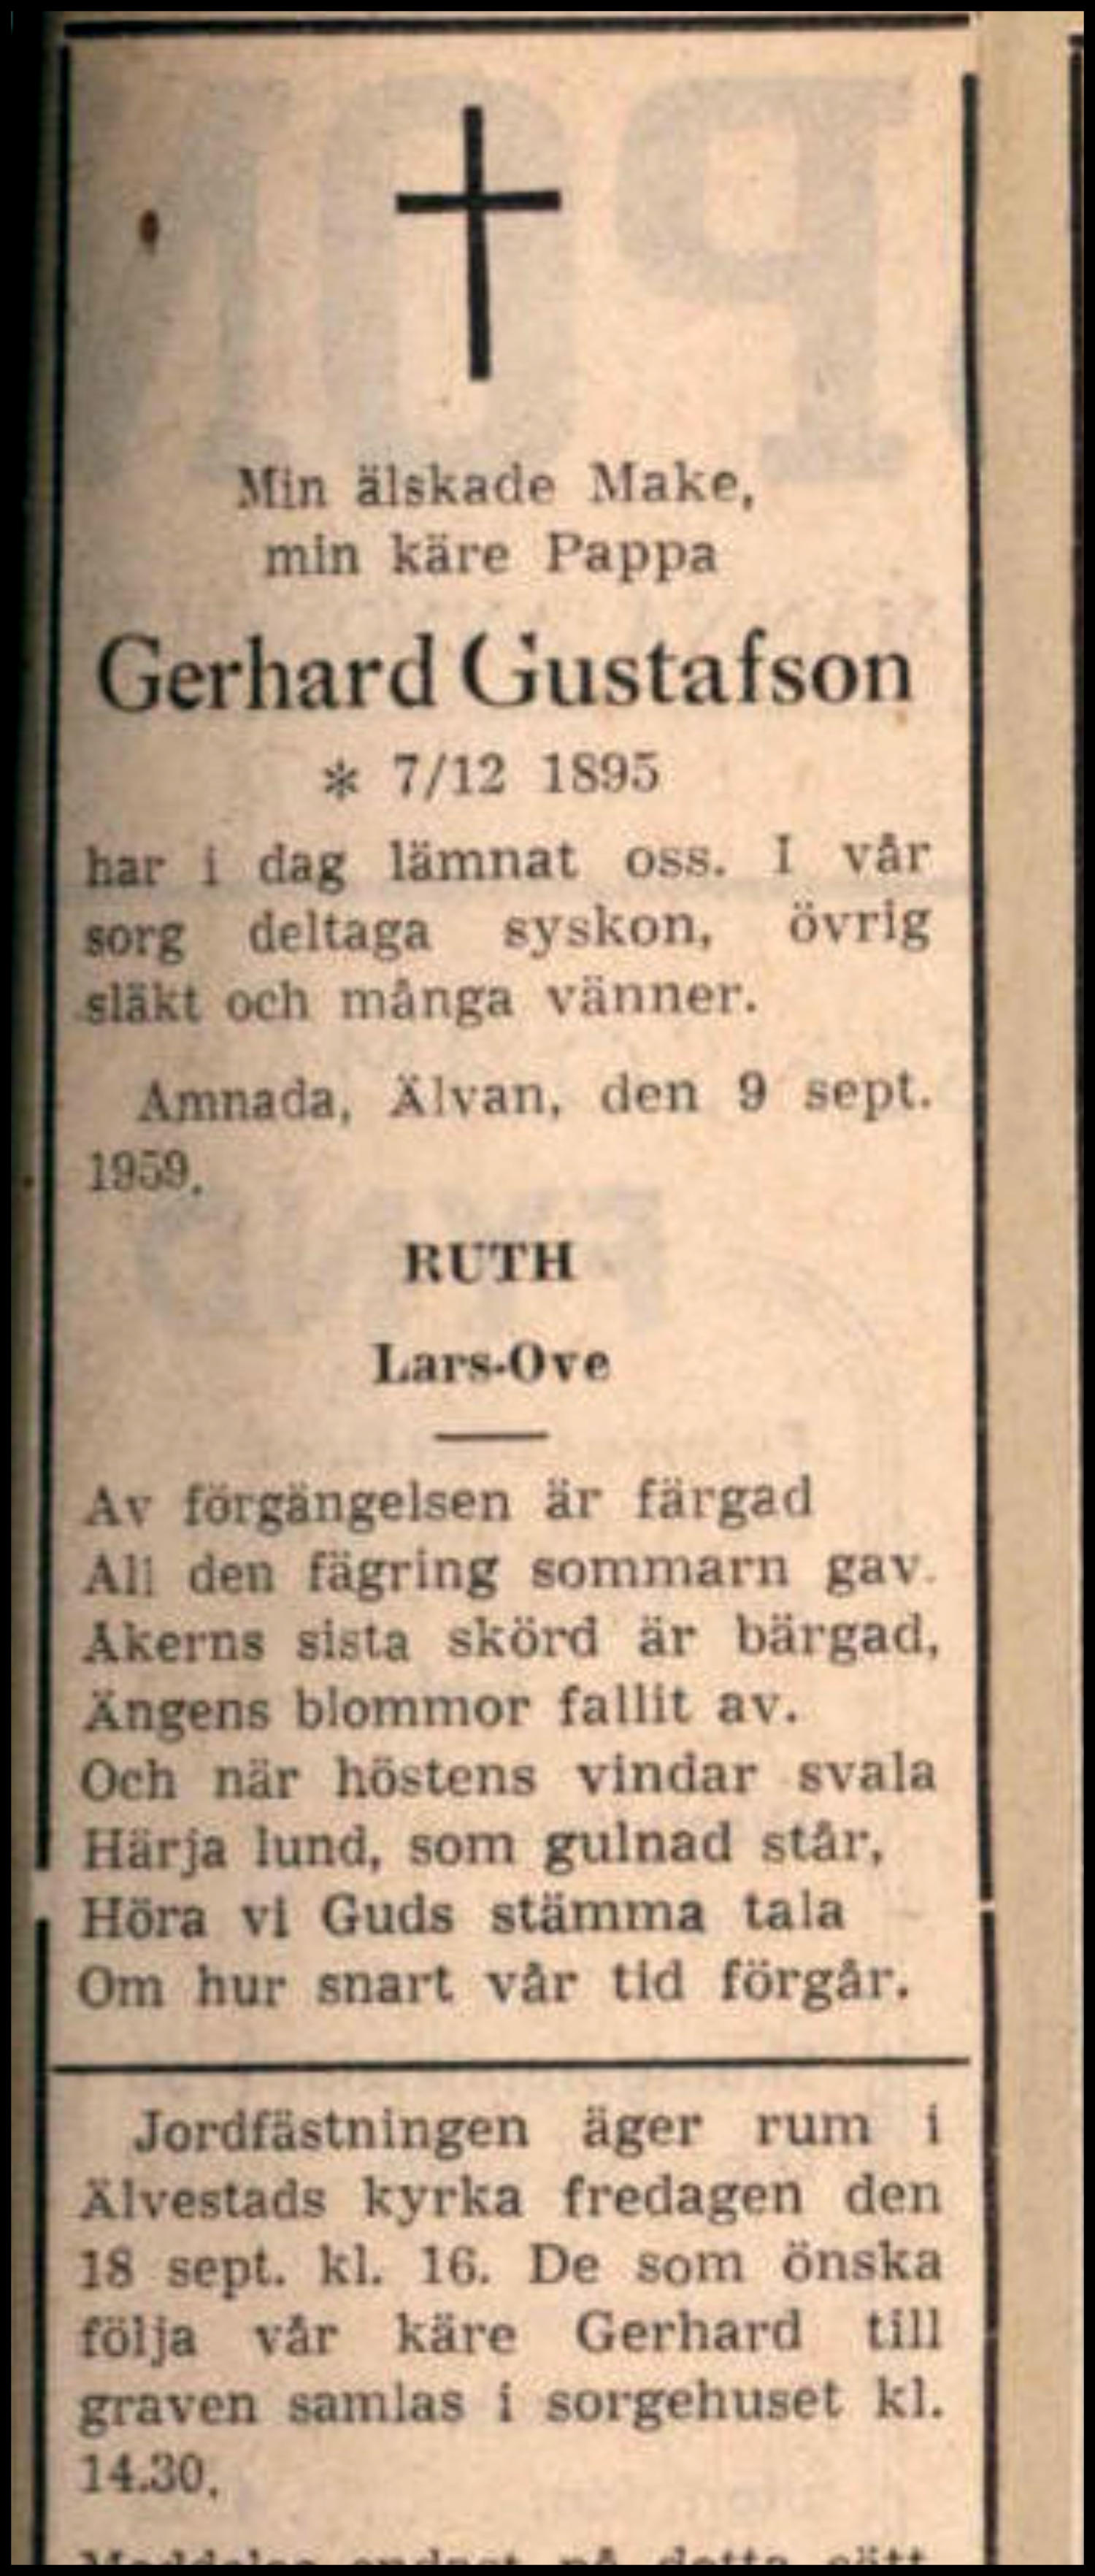 Min älskade Make,
min käre Pappa
Gerhard Gustafson
* 7/12 1895
har i dag lämnat oss. I vår
sorg deltaga syskon, övrig
släkt och många vänner.
Amnada, Älvan, den 9 sept.
1959.
RUTH
Lars-Ove
Av förgängelsen är färgad
All den fägring sommarn gav.
Åkerns sista skörd är bärgad,
Ängens blommor fallit av.
Och när höstens vindar svala
Härja lund, som gulnad står,
Höra vi Guds stämma tala
Om hur snart vår tid förgår.
Jordfästningen äger rum i
Älvestads kyrka fredagen den
18 sept. kl. 16. De som önska
följa vår käre Gerhard till
graven samlas i sorgehuset kl.
14.30.